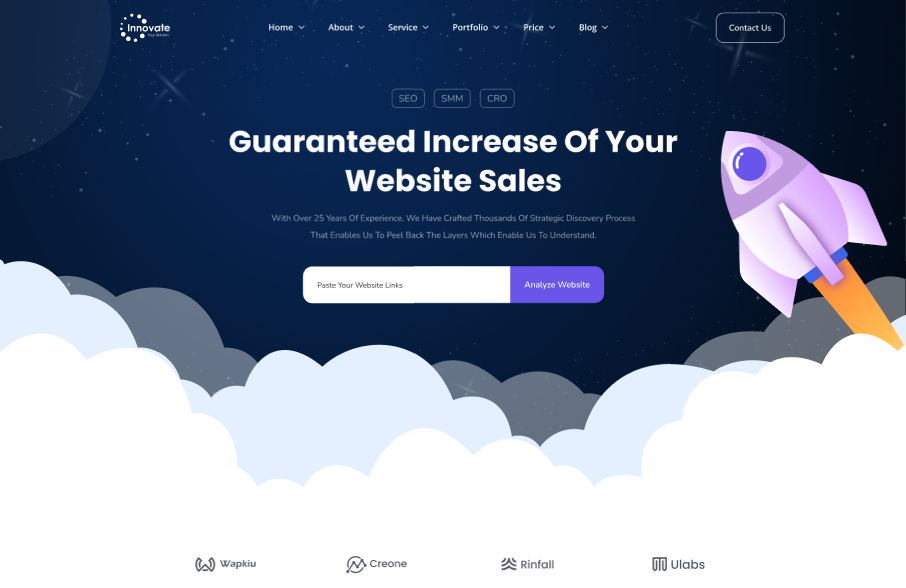 Innovate
Your Solution
Home
About
Service
Portfolio
Price
Blog
Contact Us
SEO
SMM
CRO
Guaranteed Increase Of Your
Website Sales
With Over 25 Years Of Experience, We Have Crafted Thousands Of Strategic Discovery Process
That Enables Us To Peel Back The Layers Which Enable Us To Understand.
Paste Your Website Links
Analyze Website
Wapkiu
Creone
Rinfall
Ulabs